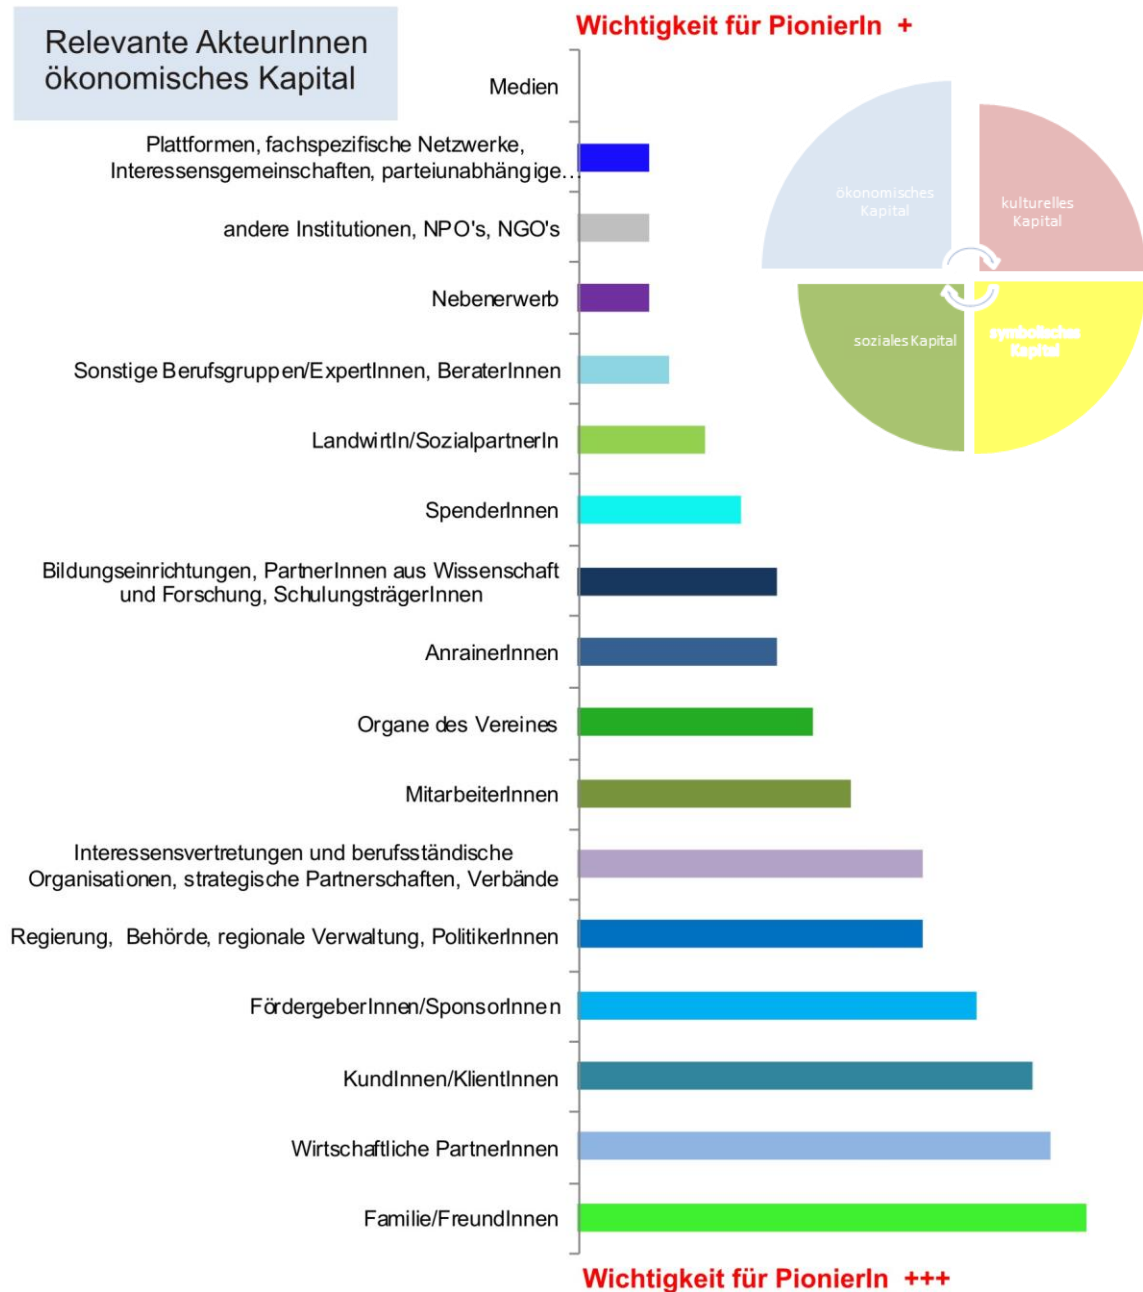 Relevante AkteurInnen
ökonomisches Kapital
Wichtigkeit für PionierIn +
Medien
Plattformen, fachspezifische Netzwerke,
Interessensgemeinschaften, parteiunabhängige…
andere Institutionen, NPO's, NGO's
Nebenerwerb
Sonstige Berufsgruppen/ExpertInnen, BeraterInnen
LandwirtIn/SozialpartnerIn
SpenderInnen
Bildungseinrichtungen, PartnerInnen aus Wissenschaft
und Forschung, SchulungsträgerInnen
AnrainerInnen
Organe des Vereines
MitarbeiterInnen
Interessensvertretungen und berufsständische
Organisationen, strategische Partnerschaften, Verbände
Regierung, Behörde, regionale Verwaltung, PolitikerInnen
FördergeberInnen/SponsorInnen
KundInnen/KlientInnen
Wirtschaftliche PartnerInnen
Familie/FreundInnen
Wichtigkeit für PionierIn +++
ökonomisches
Kapital
kulturelles
Kapital
soziales Kapital
symbolisches
Kapital